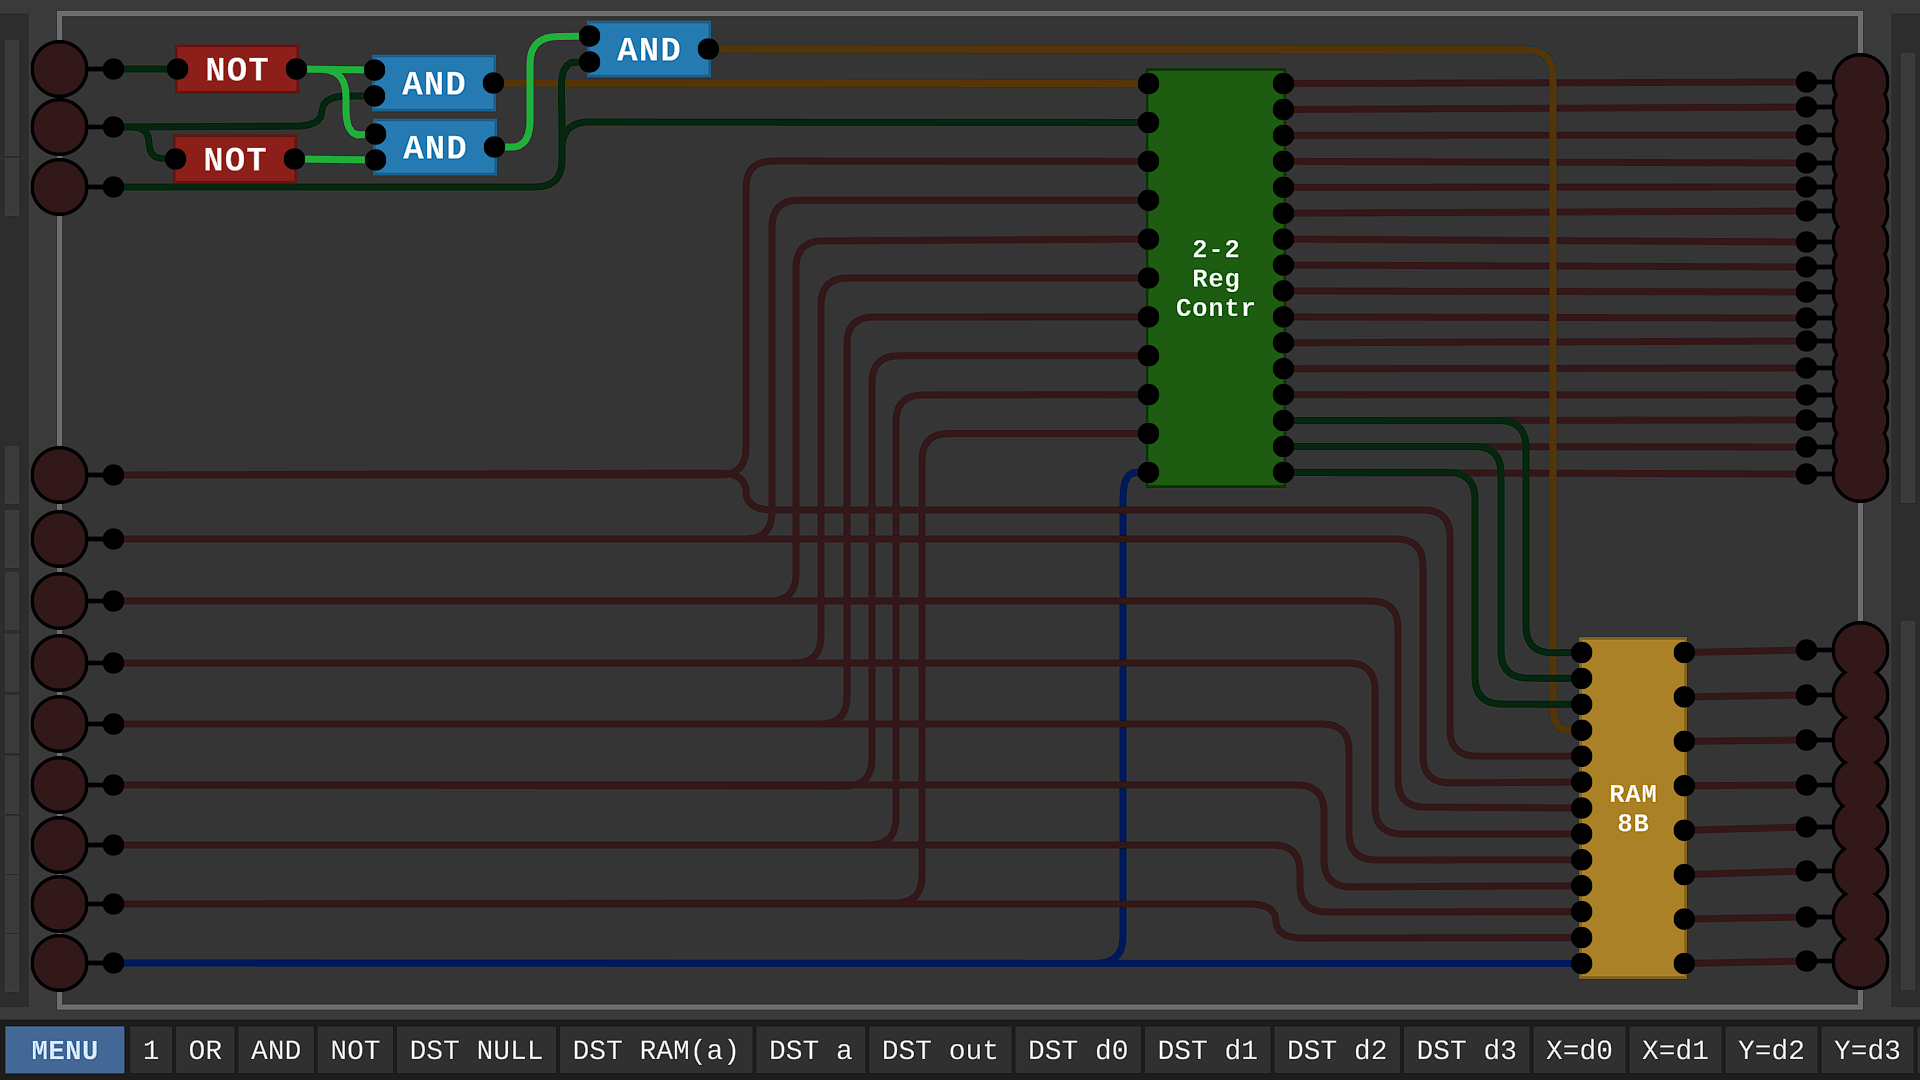 AND
NOT
AND
AND
NOT
2-2
Reg
Contr
RAM
8B
MENU 1 OR AND NOT DST NULL DST RAM(a) DST a DST out DST d0 DST d1 DST d2 DST d3 X=d0 X=d1 Y=d2 Y=d3